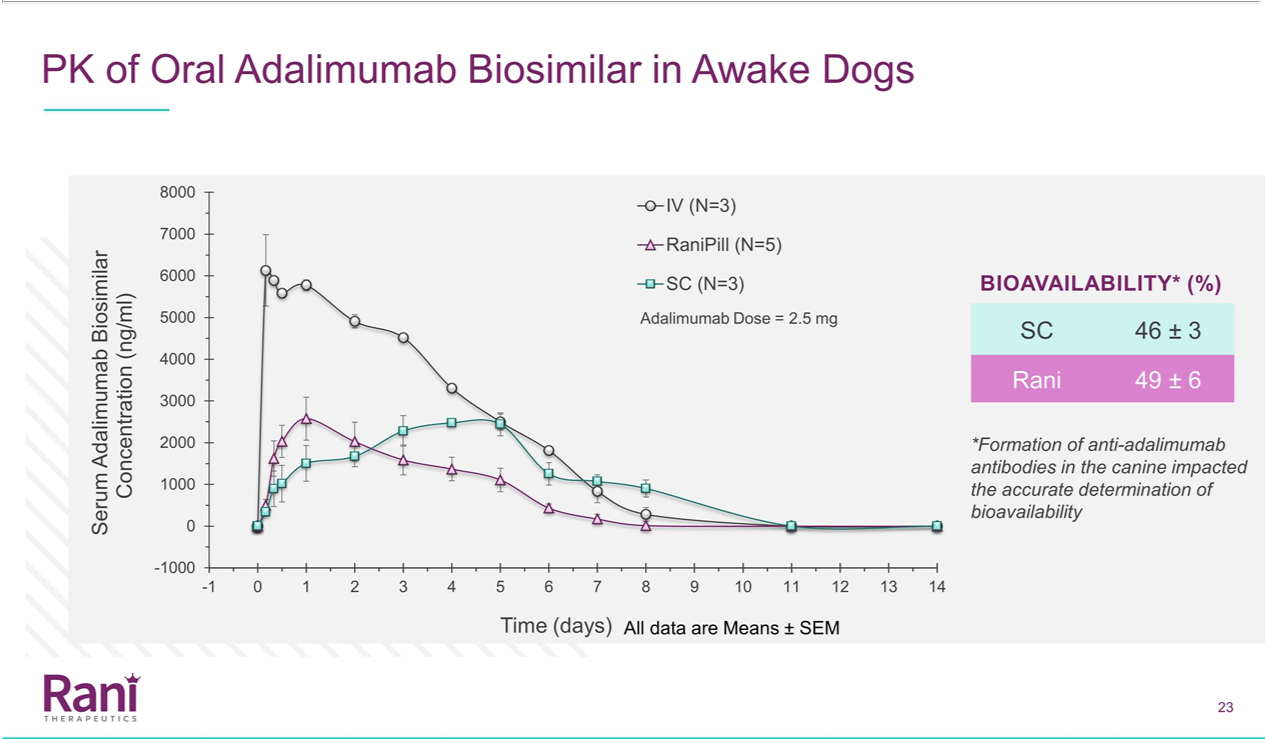 PK of Oral Adalimumab Biosimilar in Awake Dogs
Serum Adalimumab Biosimilar
Concentration (ng/ml)
8000
7000
6000
5000
4000
3000
2000
1000
0
-1000
-1 0 1 2 3 4 5 6 7 8 9 10 11 12 13 14
Time (days) All data are Means ± SEM
IV (N=3)
RaniPill (N=5)
SC (N=3)
Adalimumab Dose = 2.5 mg
BIOAVAILABILITY* (%)
SC 46 ± 3
Rani 49 ± 6
*Formation of anti-adalimumab
antibodies in the canine impacted
the accurate determination of
bioavailability
Rani
THERAPEUTICS
23